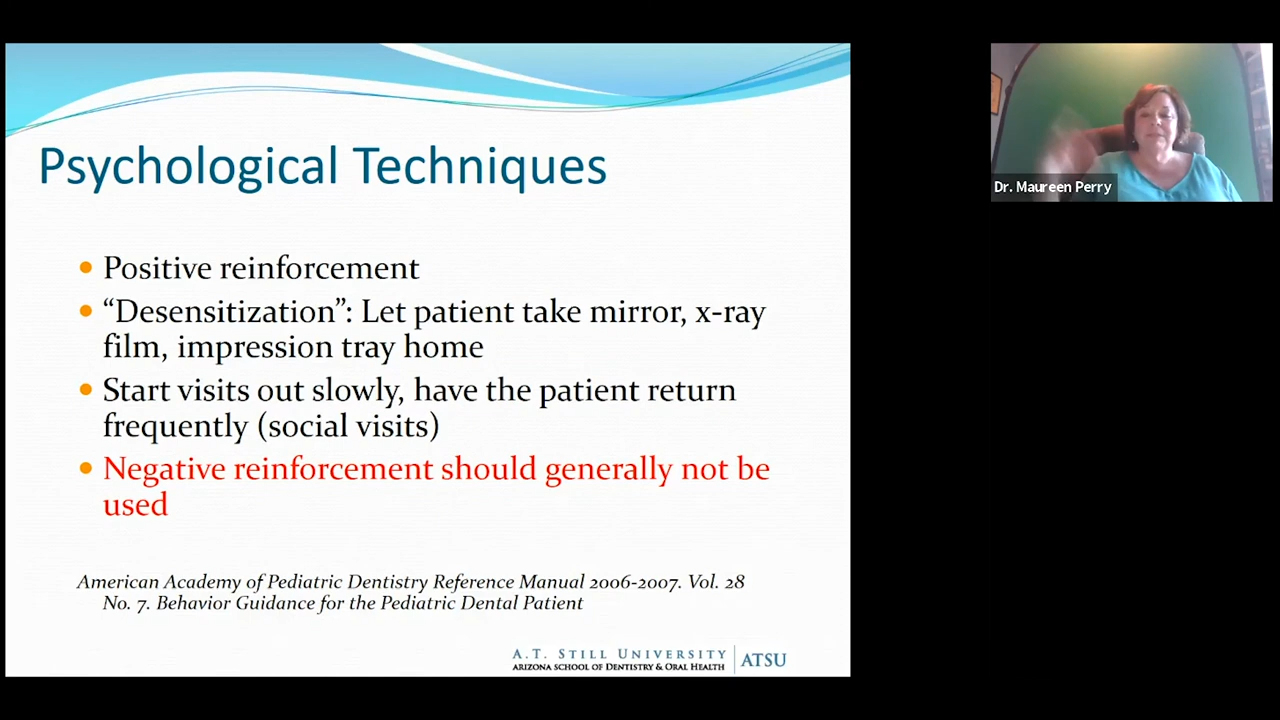 Psychological Techniques
• Positive reinforcement
• “Desensitization”: Let patient take mirror, x-ray
film, impression tray home
• Start visits out slowly, have the patient return
frequently (social visits)
• Negative reinforcement should generally not be
used
American Academy of Pediatric Dentistry Reference Manual 2006-2007. Vol. 28
No. 7. Behavior Guidance for the Pediatric Dental Patient
A.T. STILL UNIVERSITY
ARIZONA SCHOOL OF DENTISTRY & ORAL HEALTH
ATSU
Dr. Maureen Perry